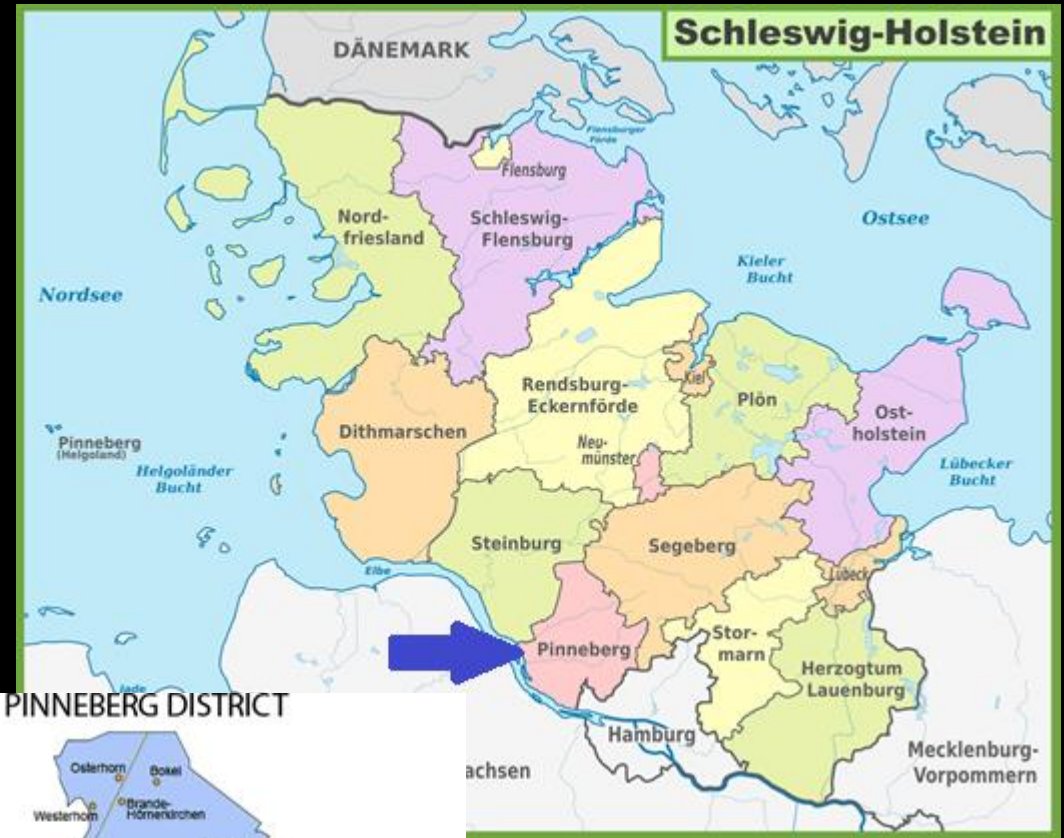 Schleswig-Holstein
DÄNEMARK
Flensburger
Förde
Flensburg
Nord-
friesland
Schleswig-
Flensburg
Ostsee
Kieler
Bucht
Nordsee
Rendsburg-
Eckernförde
Kiel
Plön
Ost-
holstein
Dithmarschen
Neu-
münster
Pinneberg
(Helgoland)
Helgoländer
Bucht
Lübecker
Bucht
Steinburg
Segeberg
Elbe
Lübeck
Pinneberg
Stor-
marn
Herzogtum
Lauenburg
Jade
PINNEBERG DISTRICT
Hamburg
Mecklenburg-
Vorpommern
achsen
Osterhorn
Bokel
Westerhorn
Brande-
Hörnerkirchen